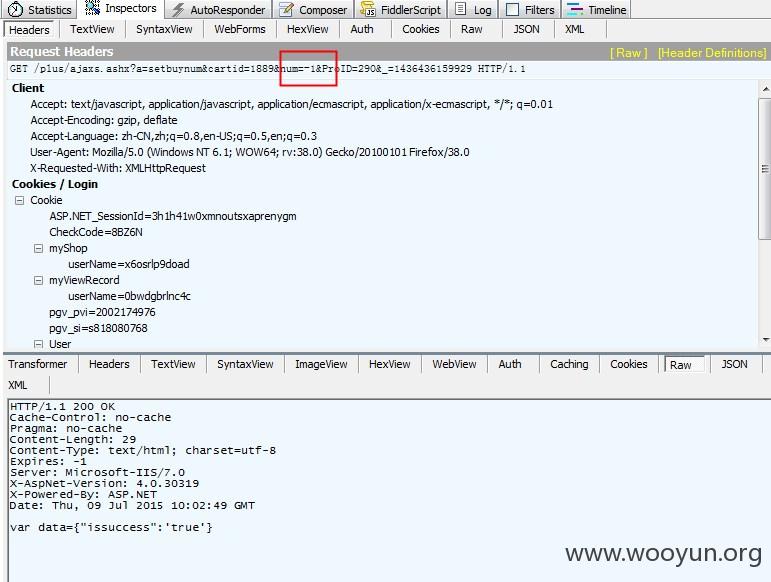 Statistics Inspectors AutoResponder Composer FiddlerScript Log Filters Timeline
Headers TextView SyntaxView WebForms HexView Auth Cookies Raw JSON XML
Request Headers [ Raw ] [Header Definitions]
GET /plus/ajaxs.ashx?a=setbuynum&cartid=1889&num=-1&ProID=290&_=1436436159929 HTTP/1.1
Client
Accept: text/javascript, application/javascript, application/ecmascript, application/x-ecmascript, */*; q=0.01
Accept-Encoding: gzip, deflate
Accept-Language: zh-CN,zh;q=0.8,en-US;q=0.5,en;q=0.3
User-Agent: Mozilla/5.0 (Windows NT 6.1; WOW64; rv:38.0) Gecko/20100101 Firefox/38.0
X-Requested-With: XMLHttpRequest
Cookies / Login
Cookie
ASP.NET_SessionId=3h1h41w0xmnoutsxaprenygm
CheckCode=8BZ6N
myShop
userName=x6osrlp9doad
myViewRecord
userName=0bwdgbrlnc4c
pgv_pvi=2002174976
pgv_si=s818080768
User
Transformer Headers TextView SyntaxView ImageView HexView WebView Auth Caching Cookies Raw JSON
XML
HTTP/1.1 200 OK
Cache-Control: no-cache
Pragma: no-cache
Content-Length: 29
Content-Type: text/html; charset=utf-8
Expires: -1
Server: Microsoft-IIS/7.0
X-AspNet-Version: 4.0.30319
X-Powered-By: ASP.NET
Date: Thu, 09 Jul 2015 10:02:49 GMT
var data={"issuccess":'true'}
www.wooyun.org